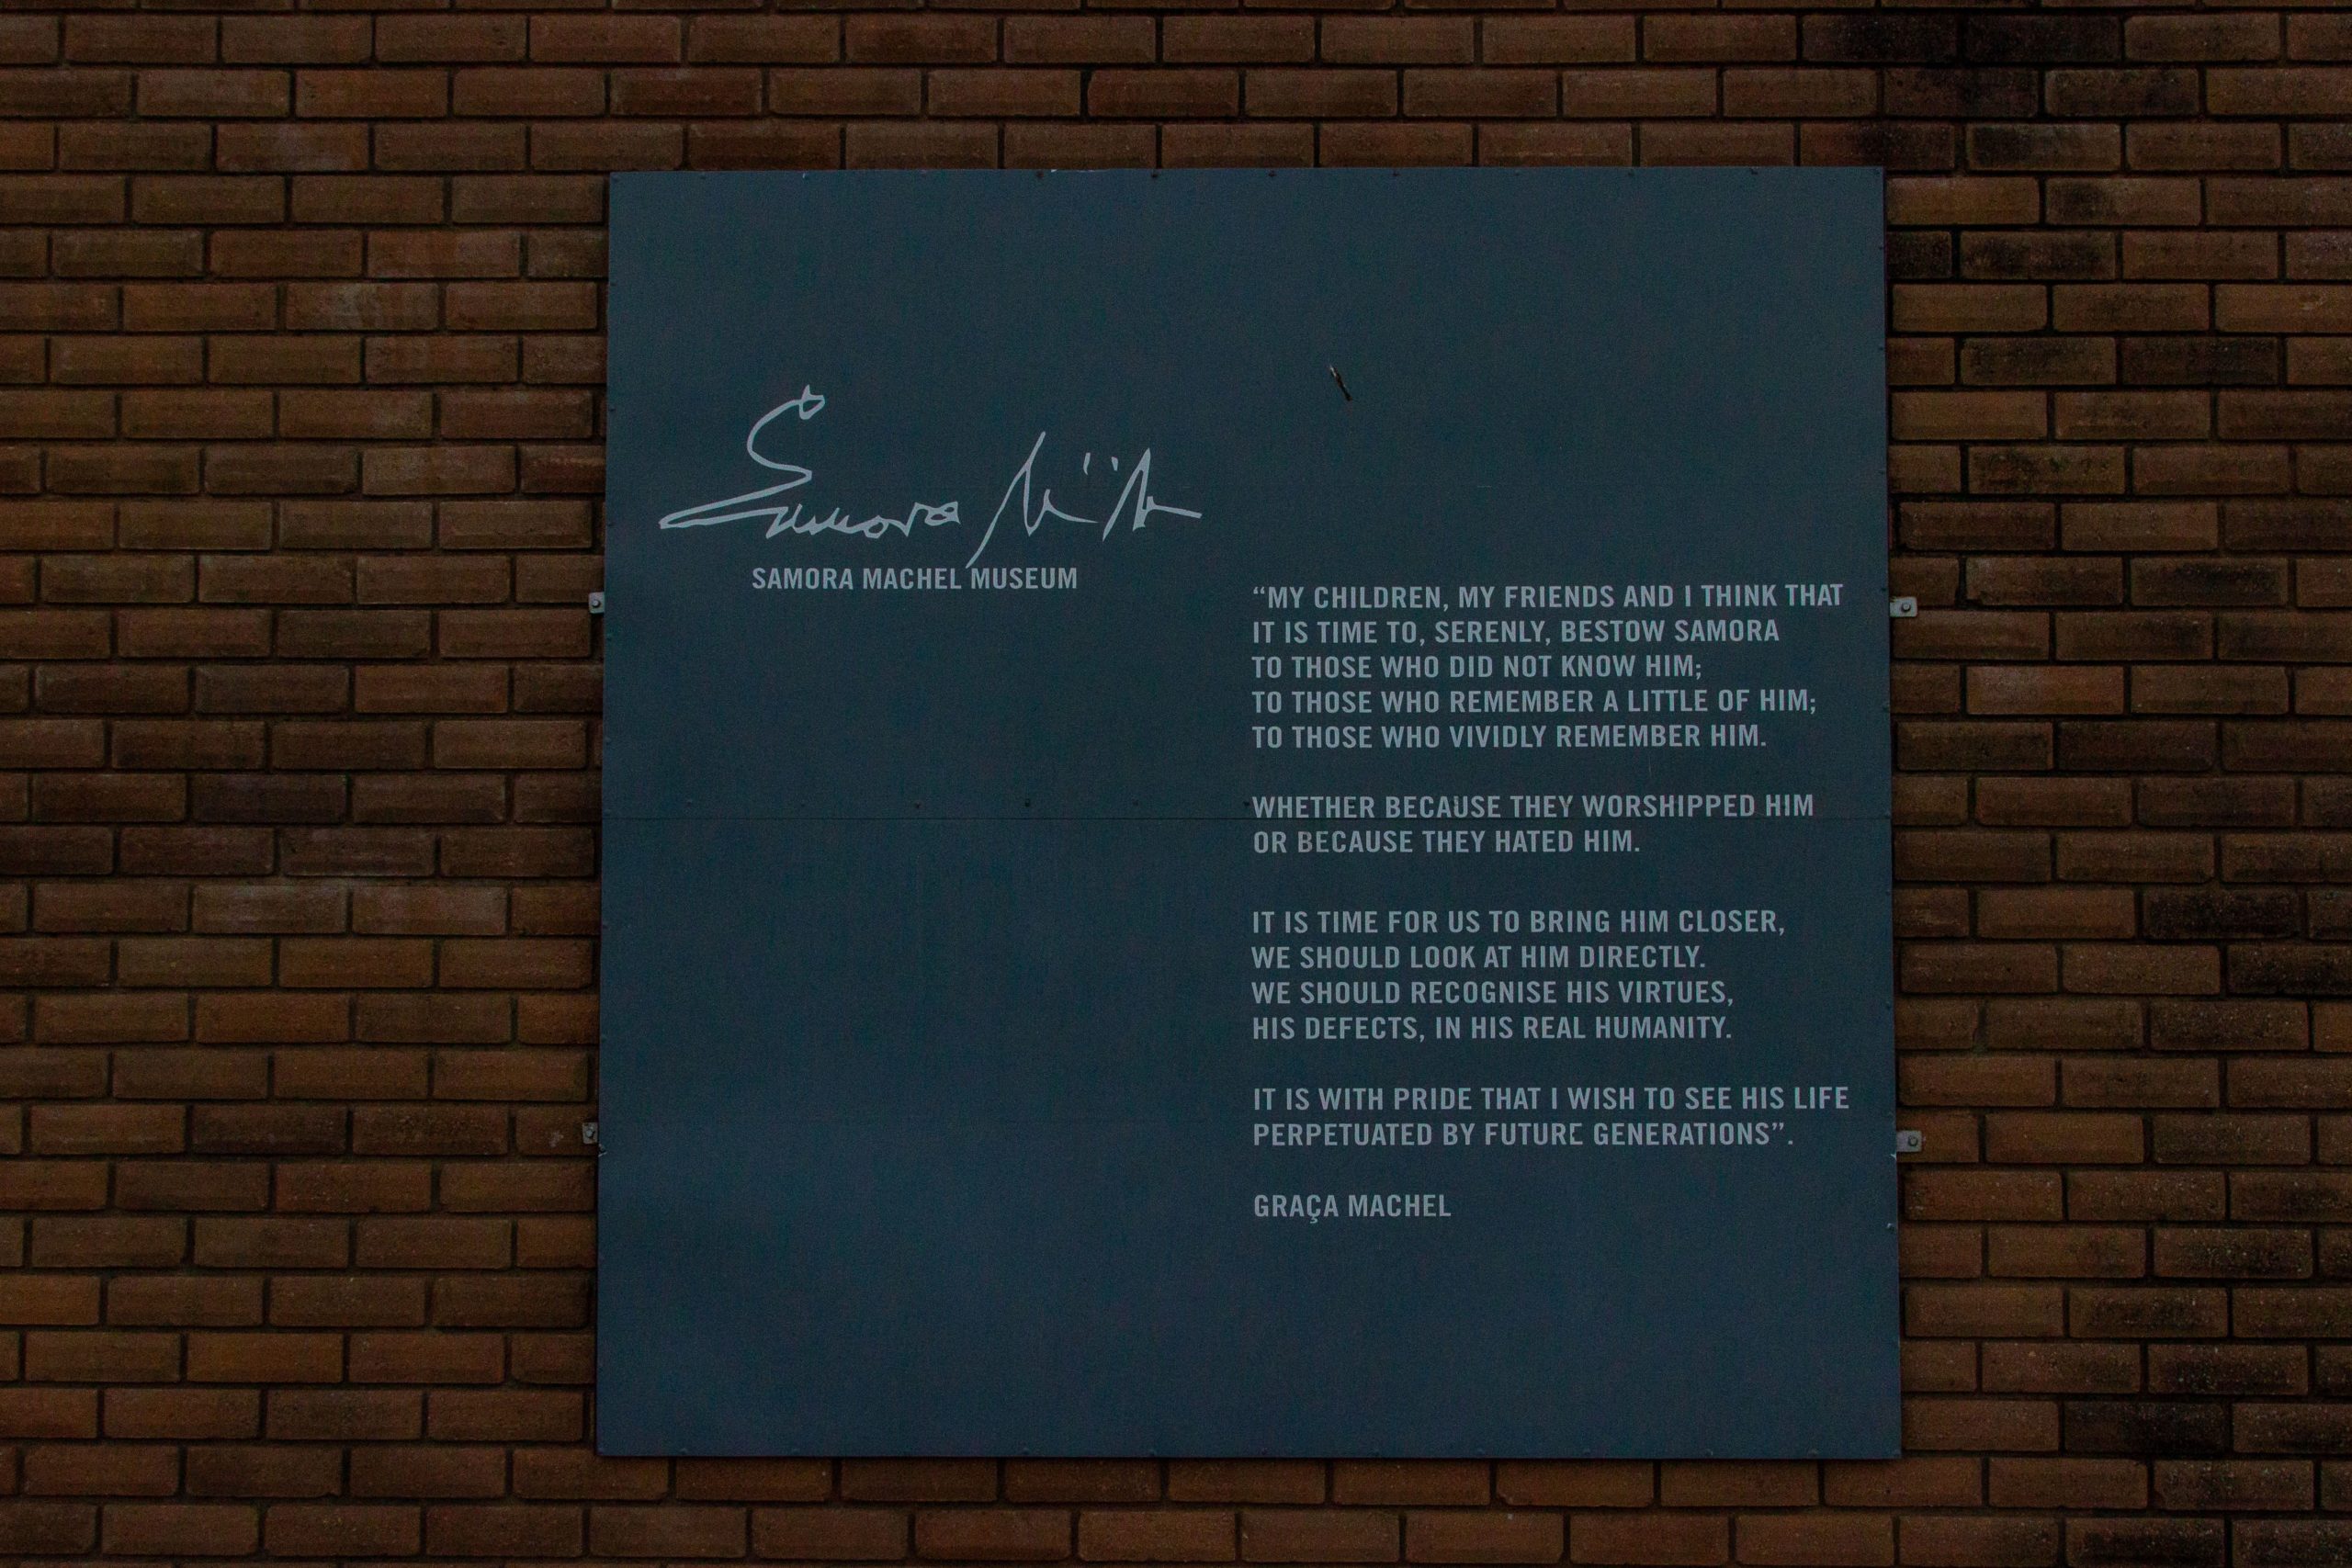 Samora
SAMORA MACHEL MUSEUM
“MY CHILDREN, MY FRIENDS AND I THINK THAT
IT IS TIME TO, SERENLY, BESTOW SAMORA
TO THOSE WHO DID NOT KNOW HIM;
TO THOSE WHO REMEMBER A LITTLE OF HIM;
TO THOSE WHO VIVIDLY REMEMBER HIM.
WHETHER BECAUSE THEY WORSHIPPED HIM
OR BECAUSE THEY HATED HIM.
IT IS TIME FOR US TO BRING HIM CLOSER,
WE SHOULD LOOK AT HIM DIRECTLY.
WE SHOULD RECOGNISE HIS VIRTUES,
HIS DEFECTS, IN HIS REAL HUMANITY.
IT IS WITH PRIDE THAT I WISH TO SEE HIS LIFE
PERPETUATED BY FUTURE GENERATIONS”.
GRAÇA MACHEL